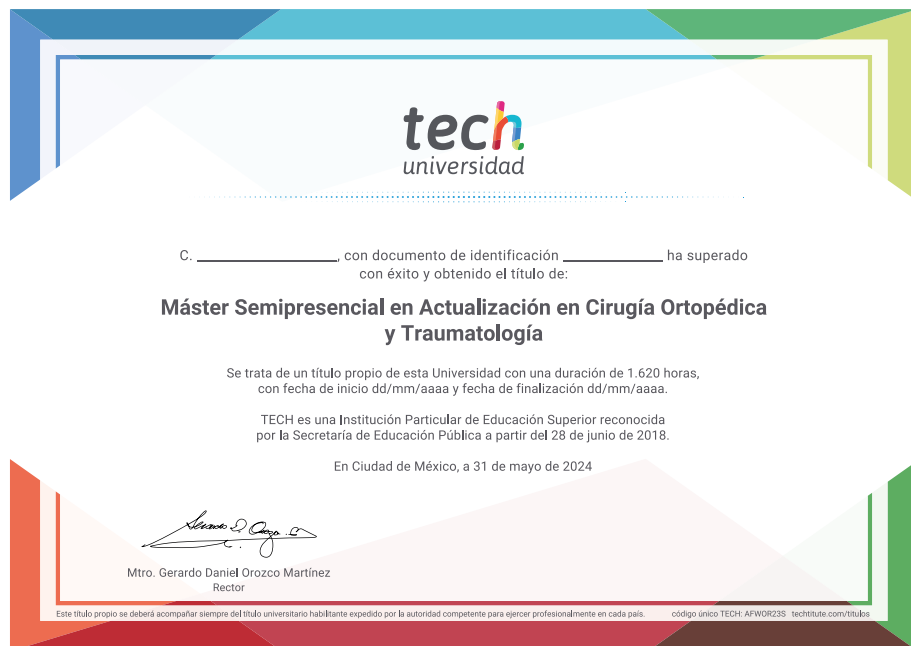 tech
universidad
C. ____________________, con documento de identificación ______________ ha superado
con éxito y obtenido el título de:
Máster Semipresencial en Actualización en Cirugía Ortopédica
y Traumatología
Se trata de un título propio de esta Universidad con una duración de 1.620 horas,
con fecha de inicio dd/mm/aaaa y fecha de finalización dd/mm/aaaa.
TECH es una Institución Particular de Educación Superior reconocida
por la Secretaría de Educación Pública a partir del 28 de junio de 2018.
En Ciudad de México, a 31 de mayo de 2024
Mtro. Gerardo Daniel Orozco Martínez
Rector
Este título propio se deberá acompañar siempre del título universitario habilitante expedido por la autoridad competente para ejercer profesionalmente en cada país. código único TECH: AFWOR23S techtitute.com/titulos